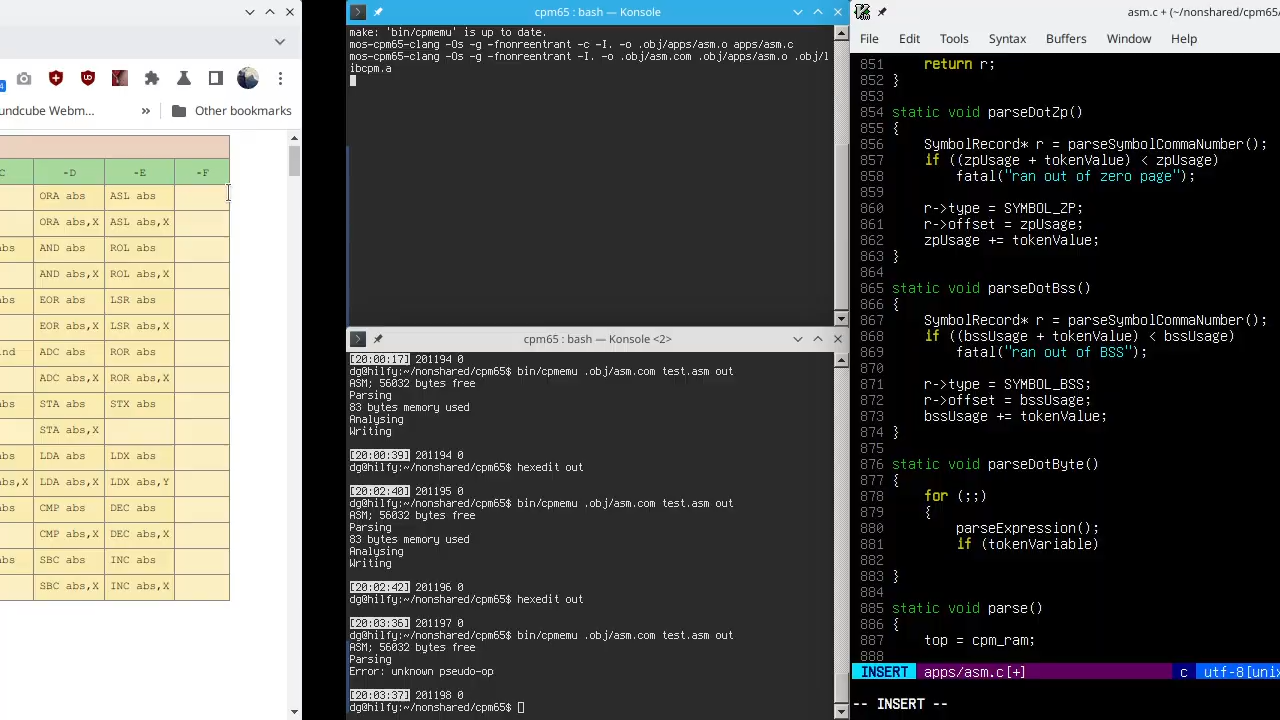 undcube Webm...
»
Other bookmarks
C -D -E -F
ORA abs ASL abs
ORA abs,X ASL abs,X
abs AND abs ROL abs
AND abs,X ROL abs,X
abs EOR abs LSR abs
EOR abs,X LSR abs,X
ind ADC abs ROR abs
ADC abs,X ROR abs,X
abs STA abs STX abs
STA abs,X
abs LDA abs LDX abs
abs,X LDA abs,X LDX abs,Y
abs CMP abs DEC abs
CMP abs,X DEC abs,X
abs SBC abs INC abs
SBC abs,X INC abs,X
cpm65 : bash — Konsole
make: 'bin/cpmemu' is up to date.
mos-cpm65-clang -Os -g -fnonreentrant -c -I. -o .obj/apps/asm.o apps/asm.c
mos-cpm65-clang -Os -g -fnonreentrant -I. -o .obj/asm.com .obj/apps/asm.o .obj/l
ibcpm.a
cpm65 : bash — Konsole <2>
[20:00:17] 201194 0
dg@hilfy:~/nonshared/cpm65$ bin/cpmemu .obj/asm.com test.asm out
ASM; 56032 bytes free
Parsing
83 bytes memory used
Analysing
Writing
[20:00:39] 201194 0
dg@hilfy:~/nonshared/cpm65$ hexedit out
[20:02:40] 201195 0
dg@hilfy:~/nonshared/cpm65$ bin/cpmemu .obj/asm.com test.asm out
ASM; 56032 bytes free
Parsing
83 bytes memory used
Analysing
Writing
[20:02:42] 201196 0
dg@hilfy:~/nonshared/cpm65$ hexedit out
[20:03:36] 201197 0
dg@hilfy:~/nonshared/cpm65$ bin/cpmemu .obj/asm.com test.asm out
ASM; 56032 bytes free
Parsing
Error: unknown pseudo-op
[20:03:37] 201198 0
dg@hilfy:~/nonshared/cpm65$
asm.c + (~/nonshared/cpm65
File Edit Tools Syntax Buffers Window Help
851 return r;
852 }
853
854 static void parseDotZp()
855 {
856 SymbolRecord* r = parseSymbolCommaNumber();
857 if ((zpUsage + tokenValue) < zpUsage)
858 fatal("ran out of zero page");
859
860 r->type = SYMBOL_ZP;
861 r->offset = zpUsage;
862 zpUsage += tokenValue;
863 }
864
865 static void parseDotBss()
866 {
867 SymbolRecord* r = parseSymbolCommaNumber();
868 if ((bssUsage + tokenValue) < bssUsage)
869 fatal("ran out of BSS");
870
871 r->type = SYMBOL_BSS;
872 r->offset = bssUsage;
873 bssUsage += tokenValue;
874 }
875
876 static void parseDotByte()
877 {
878 for (;;)
879 {
880 parseExpression();
881 if (tokenVariable)
882
883 }
884
885 static void parse()
886 {
887 top = cpm_ram;
888
INSERT apps/asm.c[+] c utf-8[unix
-- INSERT --